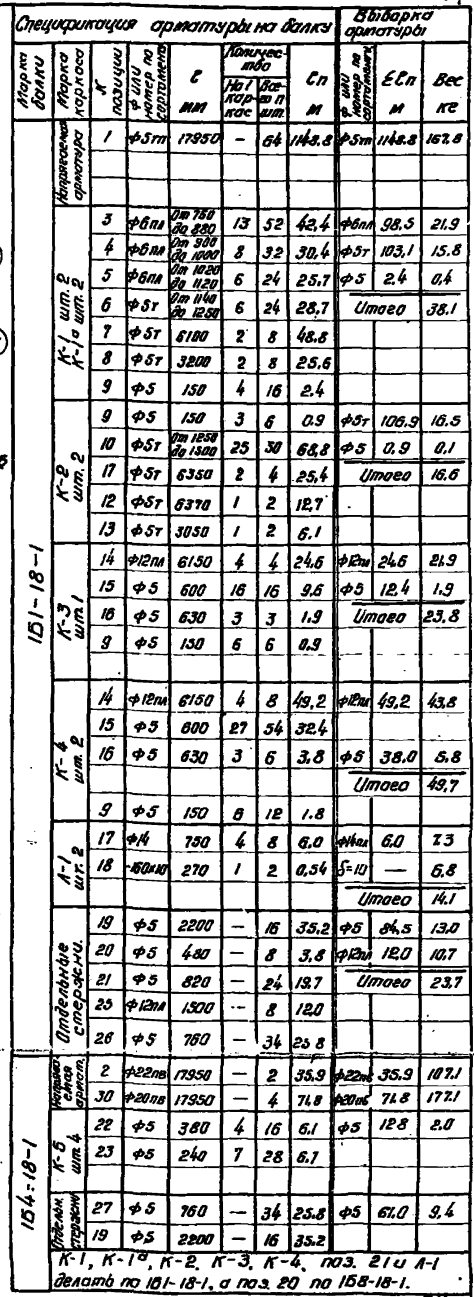 Спецификация арматуры на балку
Выборка арматуры
Марка балки
Марка каркаса
N позиции
ф или номер по сортаменту
ℓ мм
Количество
На 1 каркас
Все-го п шт.
ℓп м
ф или номер по сортаменту
Σℓп м
Вес кг
1Б1-18-1
Напрягаемая арматура
1 ф5тп 17950 — 64 1148.8 ф5тп 1148.8 167.8
К-1 шт. 2
К-1а шт. 2
3 ф6пл От 760 до 880 13 52 42,4 ф6пл 98,5 21.9
4 ф6пл От 900 до 1000 8 32 30,4 ф5т 103,1 15.8
5 ф6пл От 1020 до 1120 6 24 25,7 ф5 2.4 0,4
6 ф5т От 1140 до 1250 6 24 28,7 Итого 38.1
7 ф5т 6100 2 8 48.8
8 ф5т 3200 2 8 25.6
9 ф5 150 4 16 2.4
К-2 шт. 2
9 ф5 150 3 6 0.9 ф5т 106,9 16.5
10 ф5т От 1250 до 1500 25 50 68,8 ф5 0,9 0,1
17 ф5т 6350 2 4 25,4 Итого 16.6
12 ф5т 6370 1 2 12,7
13 ф5т 3050 1 2 6.1
К-3 шт. 1
14 ф12пл 6150 4 4 24,6 ф12пл 24,6 21,9
15 ф5 600 16 16 9.6 ф5 12.4 1.9
16 ф5 630 3 3 1.9 Итого 23,8
9 ф5 150 6 6 0.9
К-4 шт. 2
14 ф12пл 6150 4 8 49,2 ф12пл 49,2 43,8
15 ф5 600 27 54 32.4
16 ф5 630 3 6 3,8 ф5 38.0 5.8
Итого 49,7
9 ф5 150 6 12 1.8
Л-1 шт. 2
17 ф14 750 4 8 6.0 ф14пл 6,0 7.3
18 -160х10 270 1 2 0,54 δ=10 — 6,8
Итого 14.1
Отдельные стержни.
19 ф5 2200 — 16 35,2 ф5 84,5 13,0
20 ф5 480 — 8 3,8 ф12пл 12,0 10,7
21 ф5 820 — 24 19,7 Итого 23,7
25 ф12пл 1500 — 8 12.0
26 ф5 760 — 34 25.8
1Б4-18-1
Напрягаемая армат.
2 ф22пв 17950 — 2 35,9 ф22пв 35,9 107.1
30 ф20пв 17950 — 4 71,8 ф20пв 71,8 177.1
К-5 шт. 4
22 ф5 380 4 16 6.1 ф5 12.8 2.0
23 ф5 240 7 28 6.7
Отдельн. стержни
27 ф5 760 — 34 25.8 ф5 61.0 9,4
19 ф5 2200 — 16 35.2
К-1, К-1а, К-2, К-3, К-4, поз. 21 и Л-1
делать по 1Б1-18-1, а поз. 20 по 1Б8-18-1.